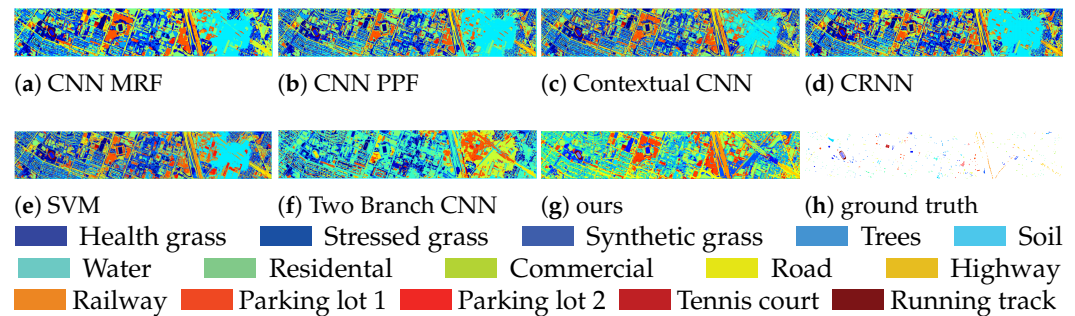 (a) CNN MRF (b) CNN PPF (c) Contextual CNN (d) CRNN
(e) SVM (f) Two Branch CNN (g) ours (h) ground truth
Health grass Stressed grass Synthetic grass Trees Soil
Water Residental Commercial Road Highway
Railway Parking lot 1 Parking lot 2 Tennis court Running track